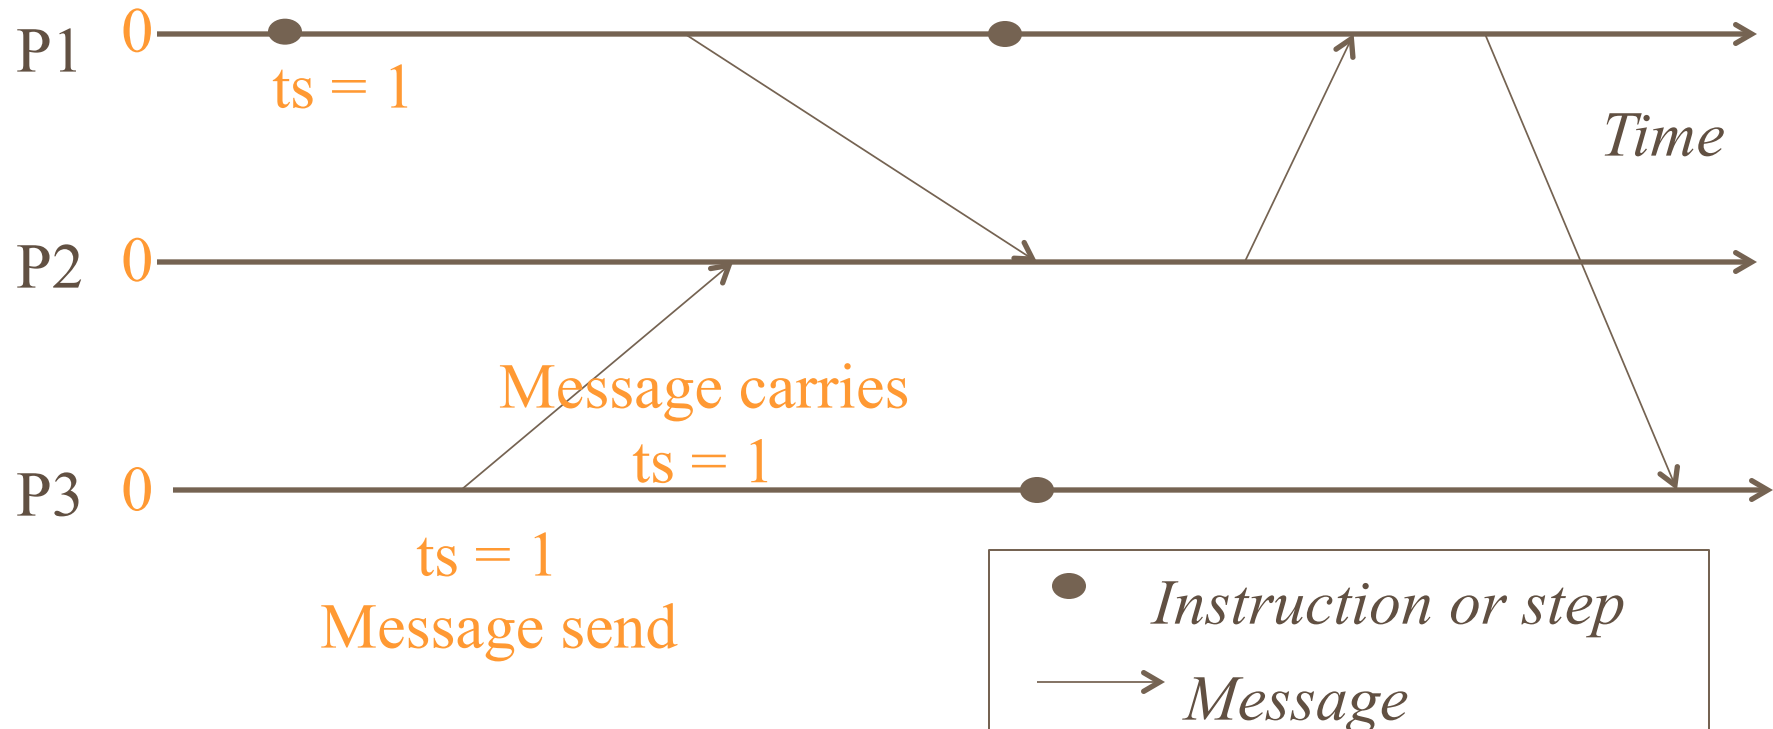 P1 0
ts = 1
Time
P2 0
Message carries
ts = 1
P3 0
ts = 1
Message send
Instruction or step
Message